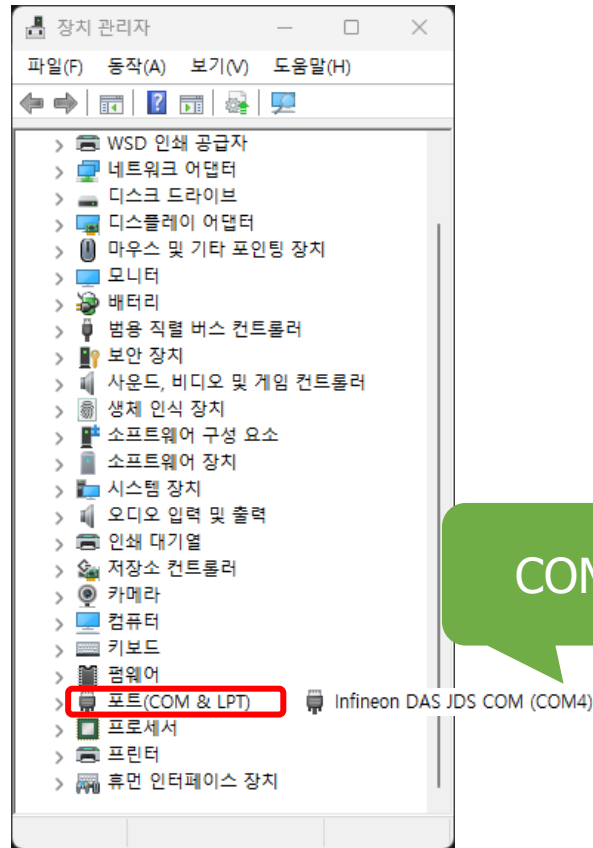 장치 관리자
파일(F) 동작(A) 보기(V) 도움말(H)
WSD 인쇄 공급자
네트워크 어댑터
디스크 드라이브
디스플레이 어댑터
마우스 및 기타 포인팅 장치
모니터
배터리
범용 직렬 버스 컨트롤러
보안 장치
사운드, 비디오 및 게임 컨트롤러
생체 인식 장치
소프트웨어 구성 요소
소프트웨어 장치
시스템 장치
오디오 입력 및 출력
인쇄 대기열
저장소 컨트롤러
카메라
컴퓨터
키보드
펌웨어
포트(COM & LPT) Infineon DAS JDS COM (COM4)
프로세서
프린터
휴먼 인터페이스 장치